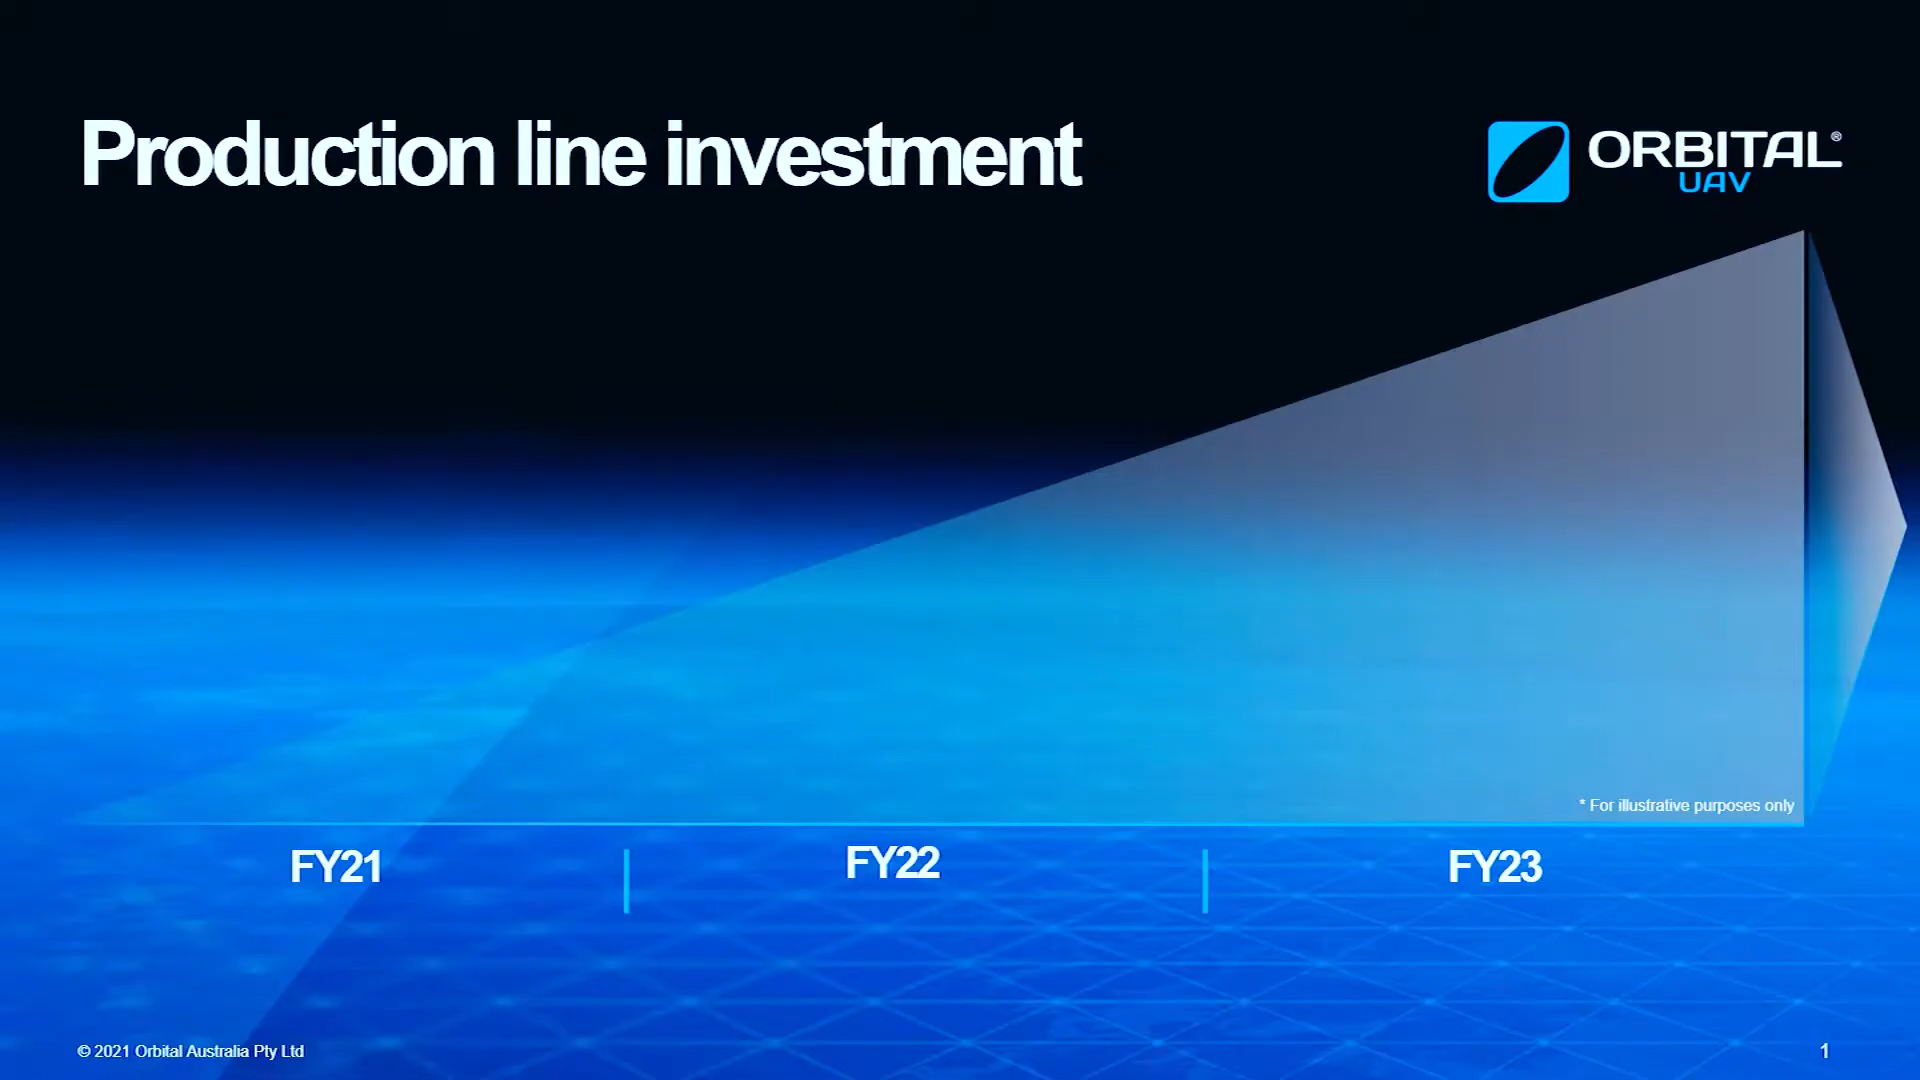 Production line investment
ORBITAL®
UAV
* For illustrative purposes only
FY21
FY22
FY23
© 2021 Orbital Australia Pty Ltd
1